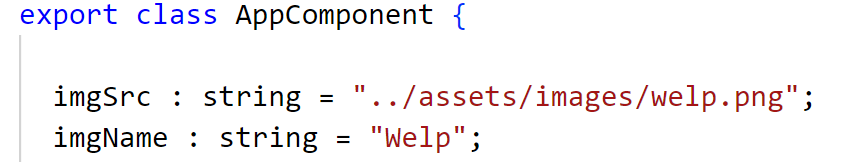 export class AppComponent {
imgSrc : string = "../assets/images/welp.png";
imgName : string = "Welp";